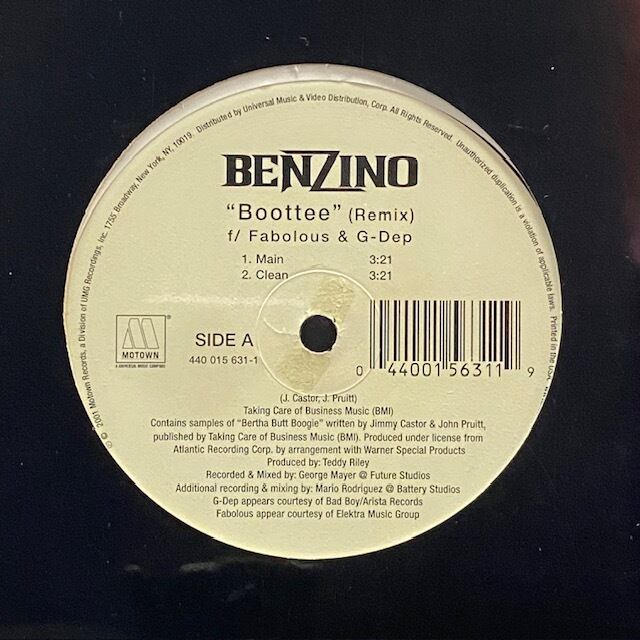 ℗ © 2001 Motown Records, a Division of UMG Recordings, Inc. 1755 Broadway, New York, NY, 10019. Distributed by Universal Music & Video Distribution, Corp. All Rights Reserved. Unauthorized duplication is a violation of applicable laws. Printed in the
BENZINO
“Boottee” (Remix)
f/ Fabolous & G-Dep
1. Main 3:21
2. Clean 3:21
M
MOTOWN
A UNIVERSAL MUSIC COMPANY
SIDE A
440 015 631-1
0 44001 56311 9
(J. Castor, J. Pruitt)
Taking Care of Business Music (BMI)
Contains samples of “Bertha Butt Boogie” written by Jimmy Castor & John Pruitt,
published by Taking Care of Business Music (BMI). Produced under license from
Atlantic Recording Corp. by arrangement with Warner Special Products
Produced by: Teddy Riley
Recorded & Mixed by: George Mayer @ Future Studios
Additional recording & mixing by: Mario Rodriguez @ Battery Studios
G-Dep appears courtesy of Bad Boy/Arista Records
Fabolous appear courtesy of Elektra Music Group